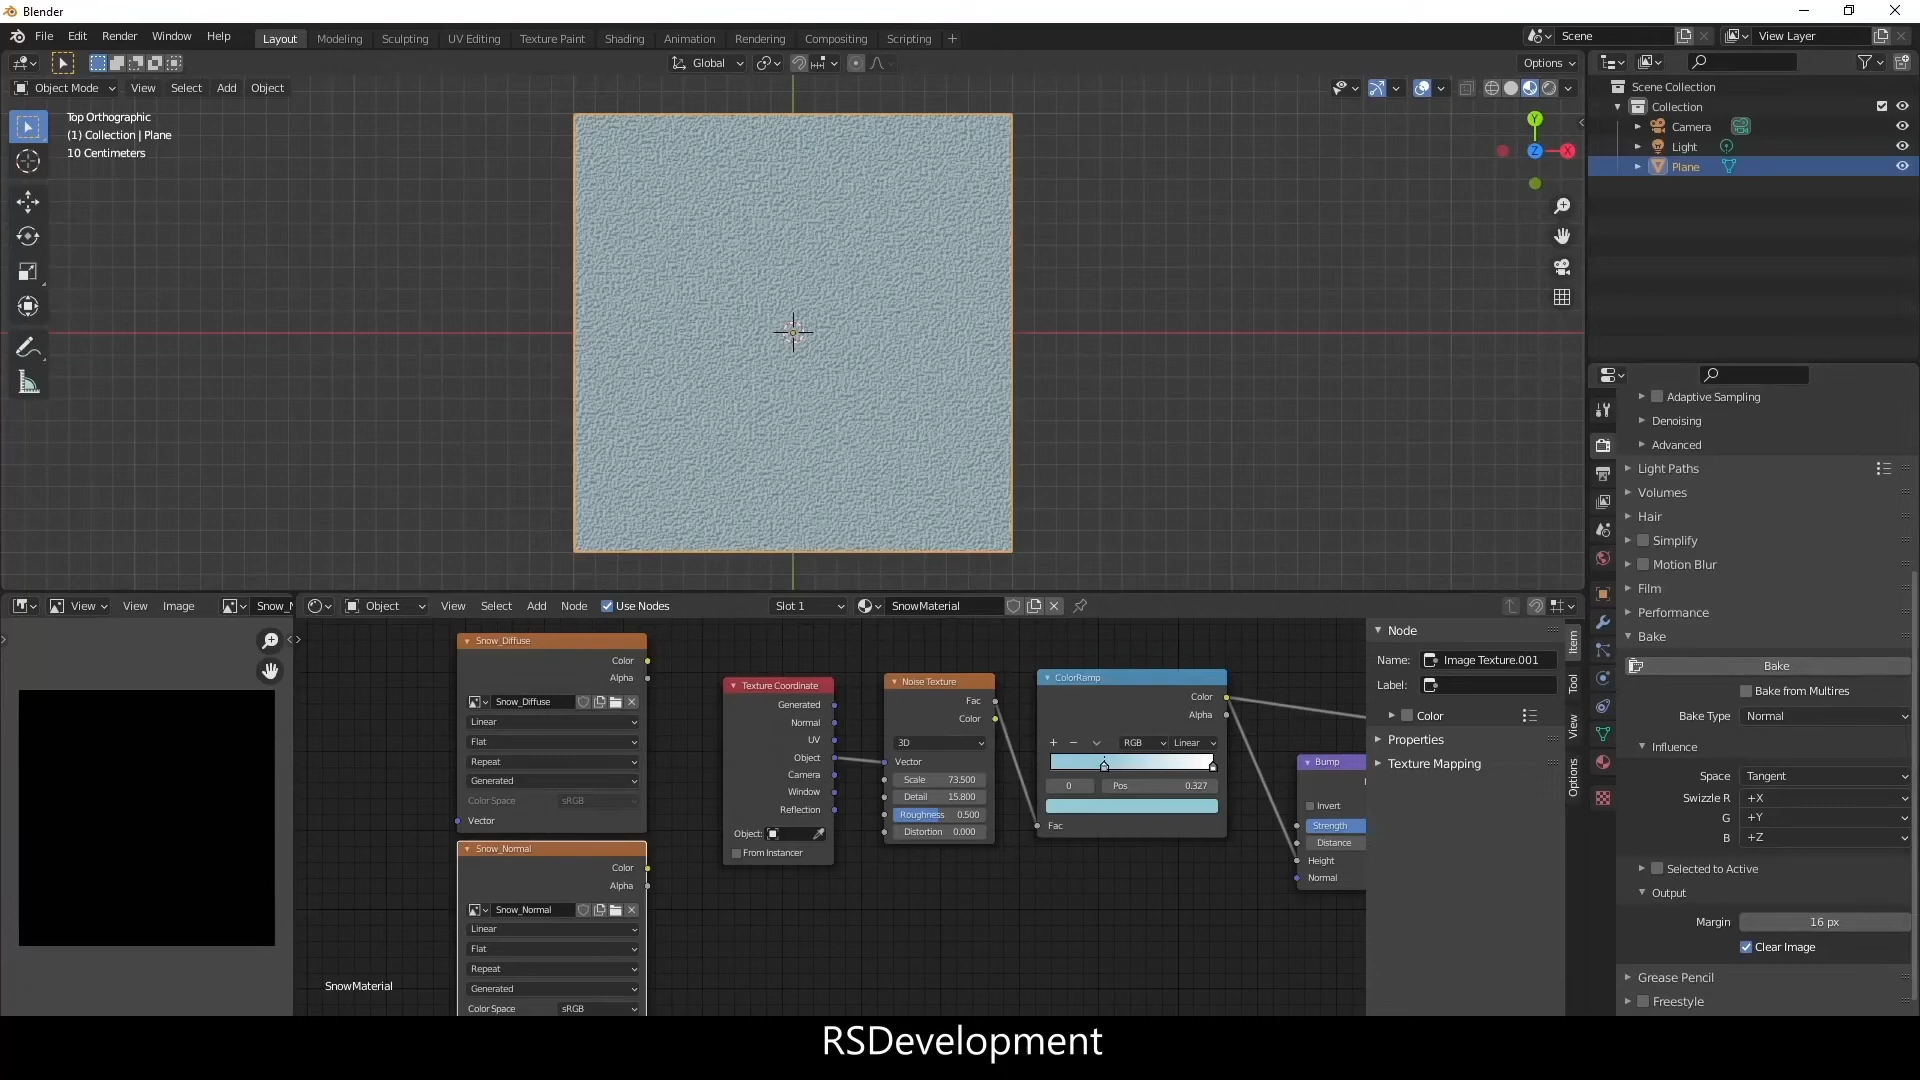 Blender
File Edit Render Window Help Layout Modeling Sculpting UV Editing Texture Paint Shading Animation Rendering Compositing Scripting + Scene View Layer
Global Options
Object Mode View Select Add Object
Top Orthographic
(1) Collection | Plane
10 Centimeters
Y
Z X
Scene Collection
Collection
Camera
Light
Plane
Adaptive Sampling
Denoising
Advanced
Light Paths
Volumes
Hair
Simplify
Motion Blur
Film
Performance
Bake
Bake
Bake from Multires
Bake Type Normal
Influence
Space Tangent
Swizzle R +X
G +Y
B +Z
Selected to Active
Output
Margin 16 px
Clear Image
Grease Pencil
Freestyle
View View Image Snow_N
Object View Select Add Node Use Nodes Slot 1 SnowMaterial
Snow_Diffuse
Color
Alpha
Snow_Diffuse
Linear
Flat
Repeat
Generated
Color Space sRGB
Vector
Snow_Normal
Color
Alpha
Snow_Normal
Linear
Flat
Repeat
Generated
Color Space sRGB
Texture Coordinate
Generated
Normal
UV
Object
Camera
Window
Reflection
Object:
From Instancer
Noise Texture
Fac
Color
3D
Vector
Scale 73.500
Detail 15.800
Roughness 0.500
Distortion 0.000
ColorRamp
Color
Alpha
+ − RGB Linear
0 Pos 0.327
Fac
Bump
Invert
Strength
Distance
Height
Normal
Node
Name: Image Texture.001
Label:
Color
Properties
Texture Mapping
Item
Tool
View
Options
SnowMaterial
RSDevelopment